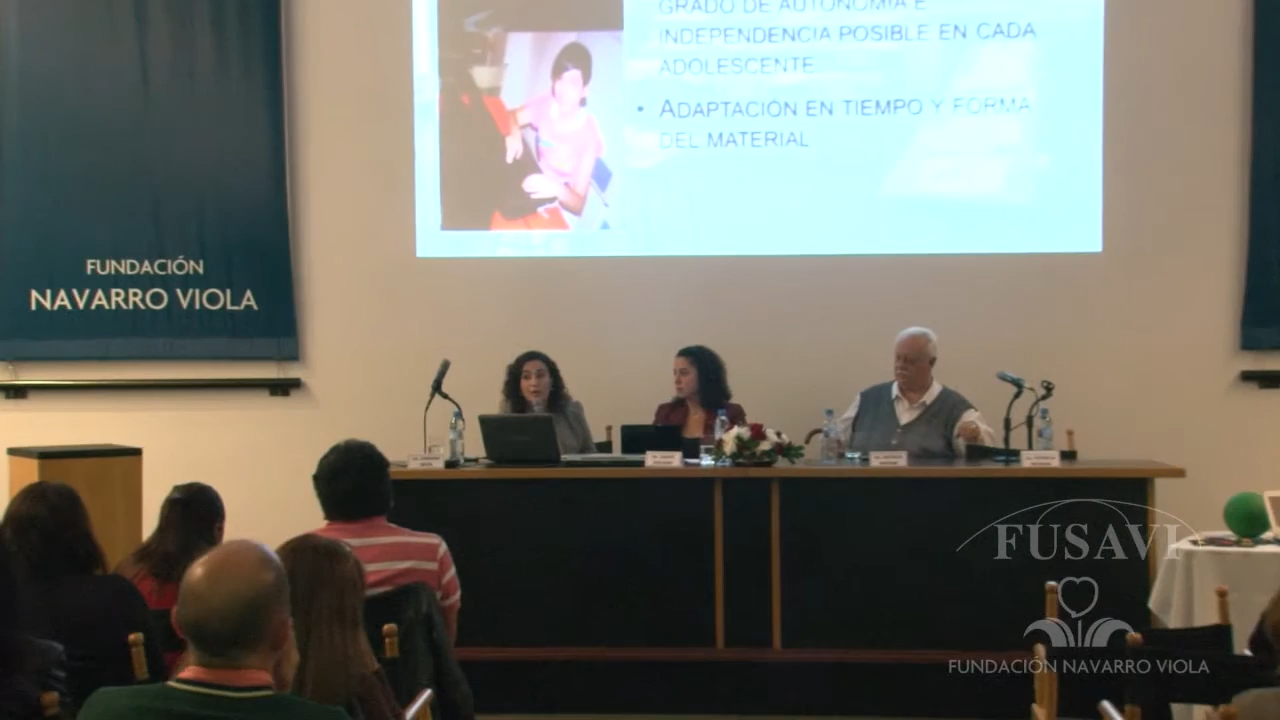 GRADO DE AUTONOMÍA E
INDEPENDENCIA POSIBLE EN CADA
ADOLESCENTE
• ADAPTACIÓN EN TIEMPO Y FORMA
DEL MATERIAL
FUNDACIÓN
NAVARRO VIOLA
FUSAVI
FUNDACIÓN NAVARRO VIOLA